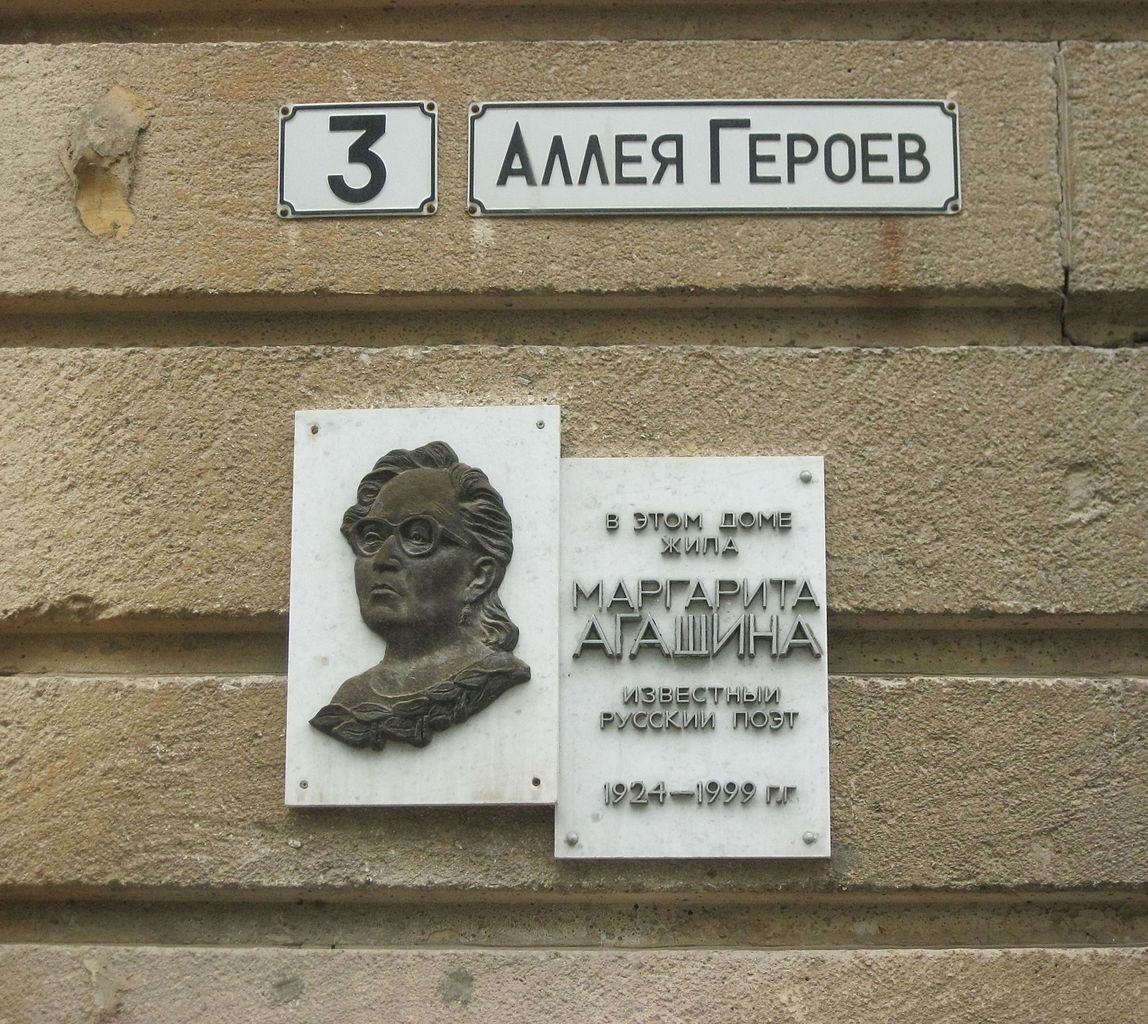 3
Аллея Героев
В ЭТОМ ДОМЕ
ЖИЛА
МАРГАРИТА
АГАШИНА
ИЗВЕСТНЫЙ
РУССКИЙ ПОЭТ
1924—1999 г.г.